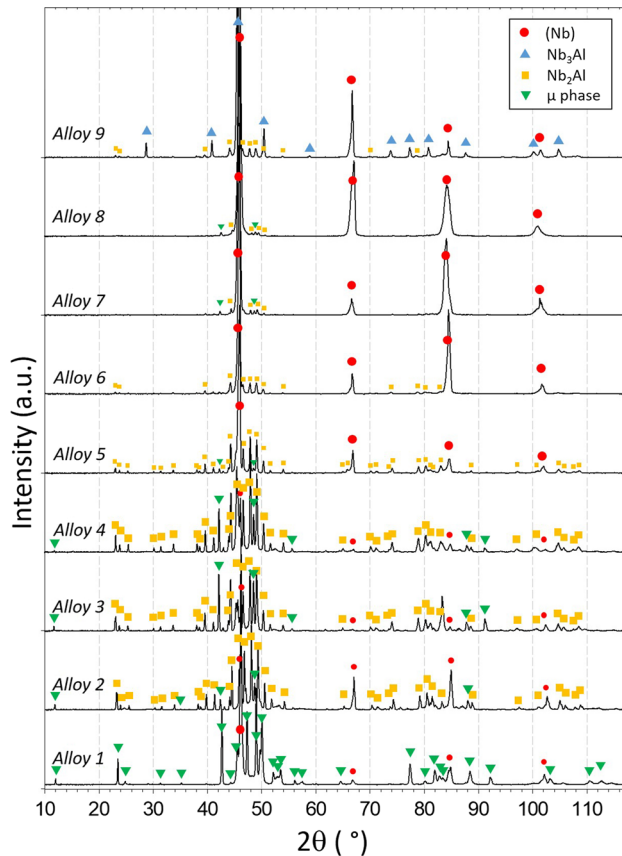 (Nb)
Nb₃Al
Nb₂Al
μ phase
Alloy 9
Alloy 8
Alloy 7
Alloy 6
Alloy 5
Alloy 4
Alloy 3
Alloy 2
Alloy 1
Intensity (a.u.)
10 20 30 40 50 60 70 80 90 100 110
2θ ( °)